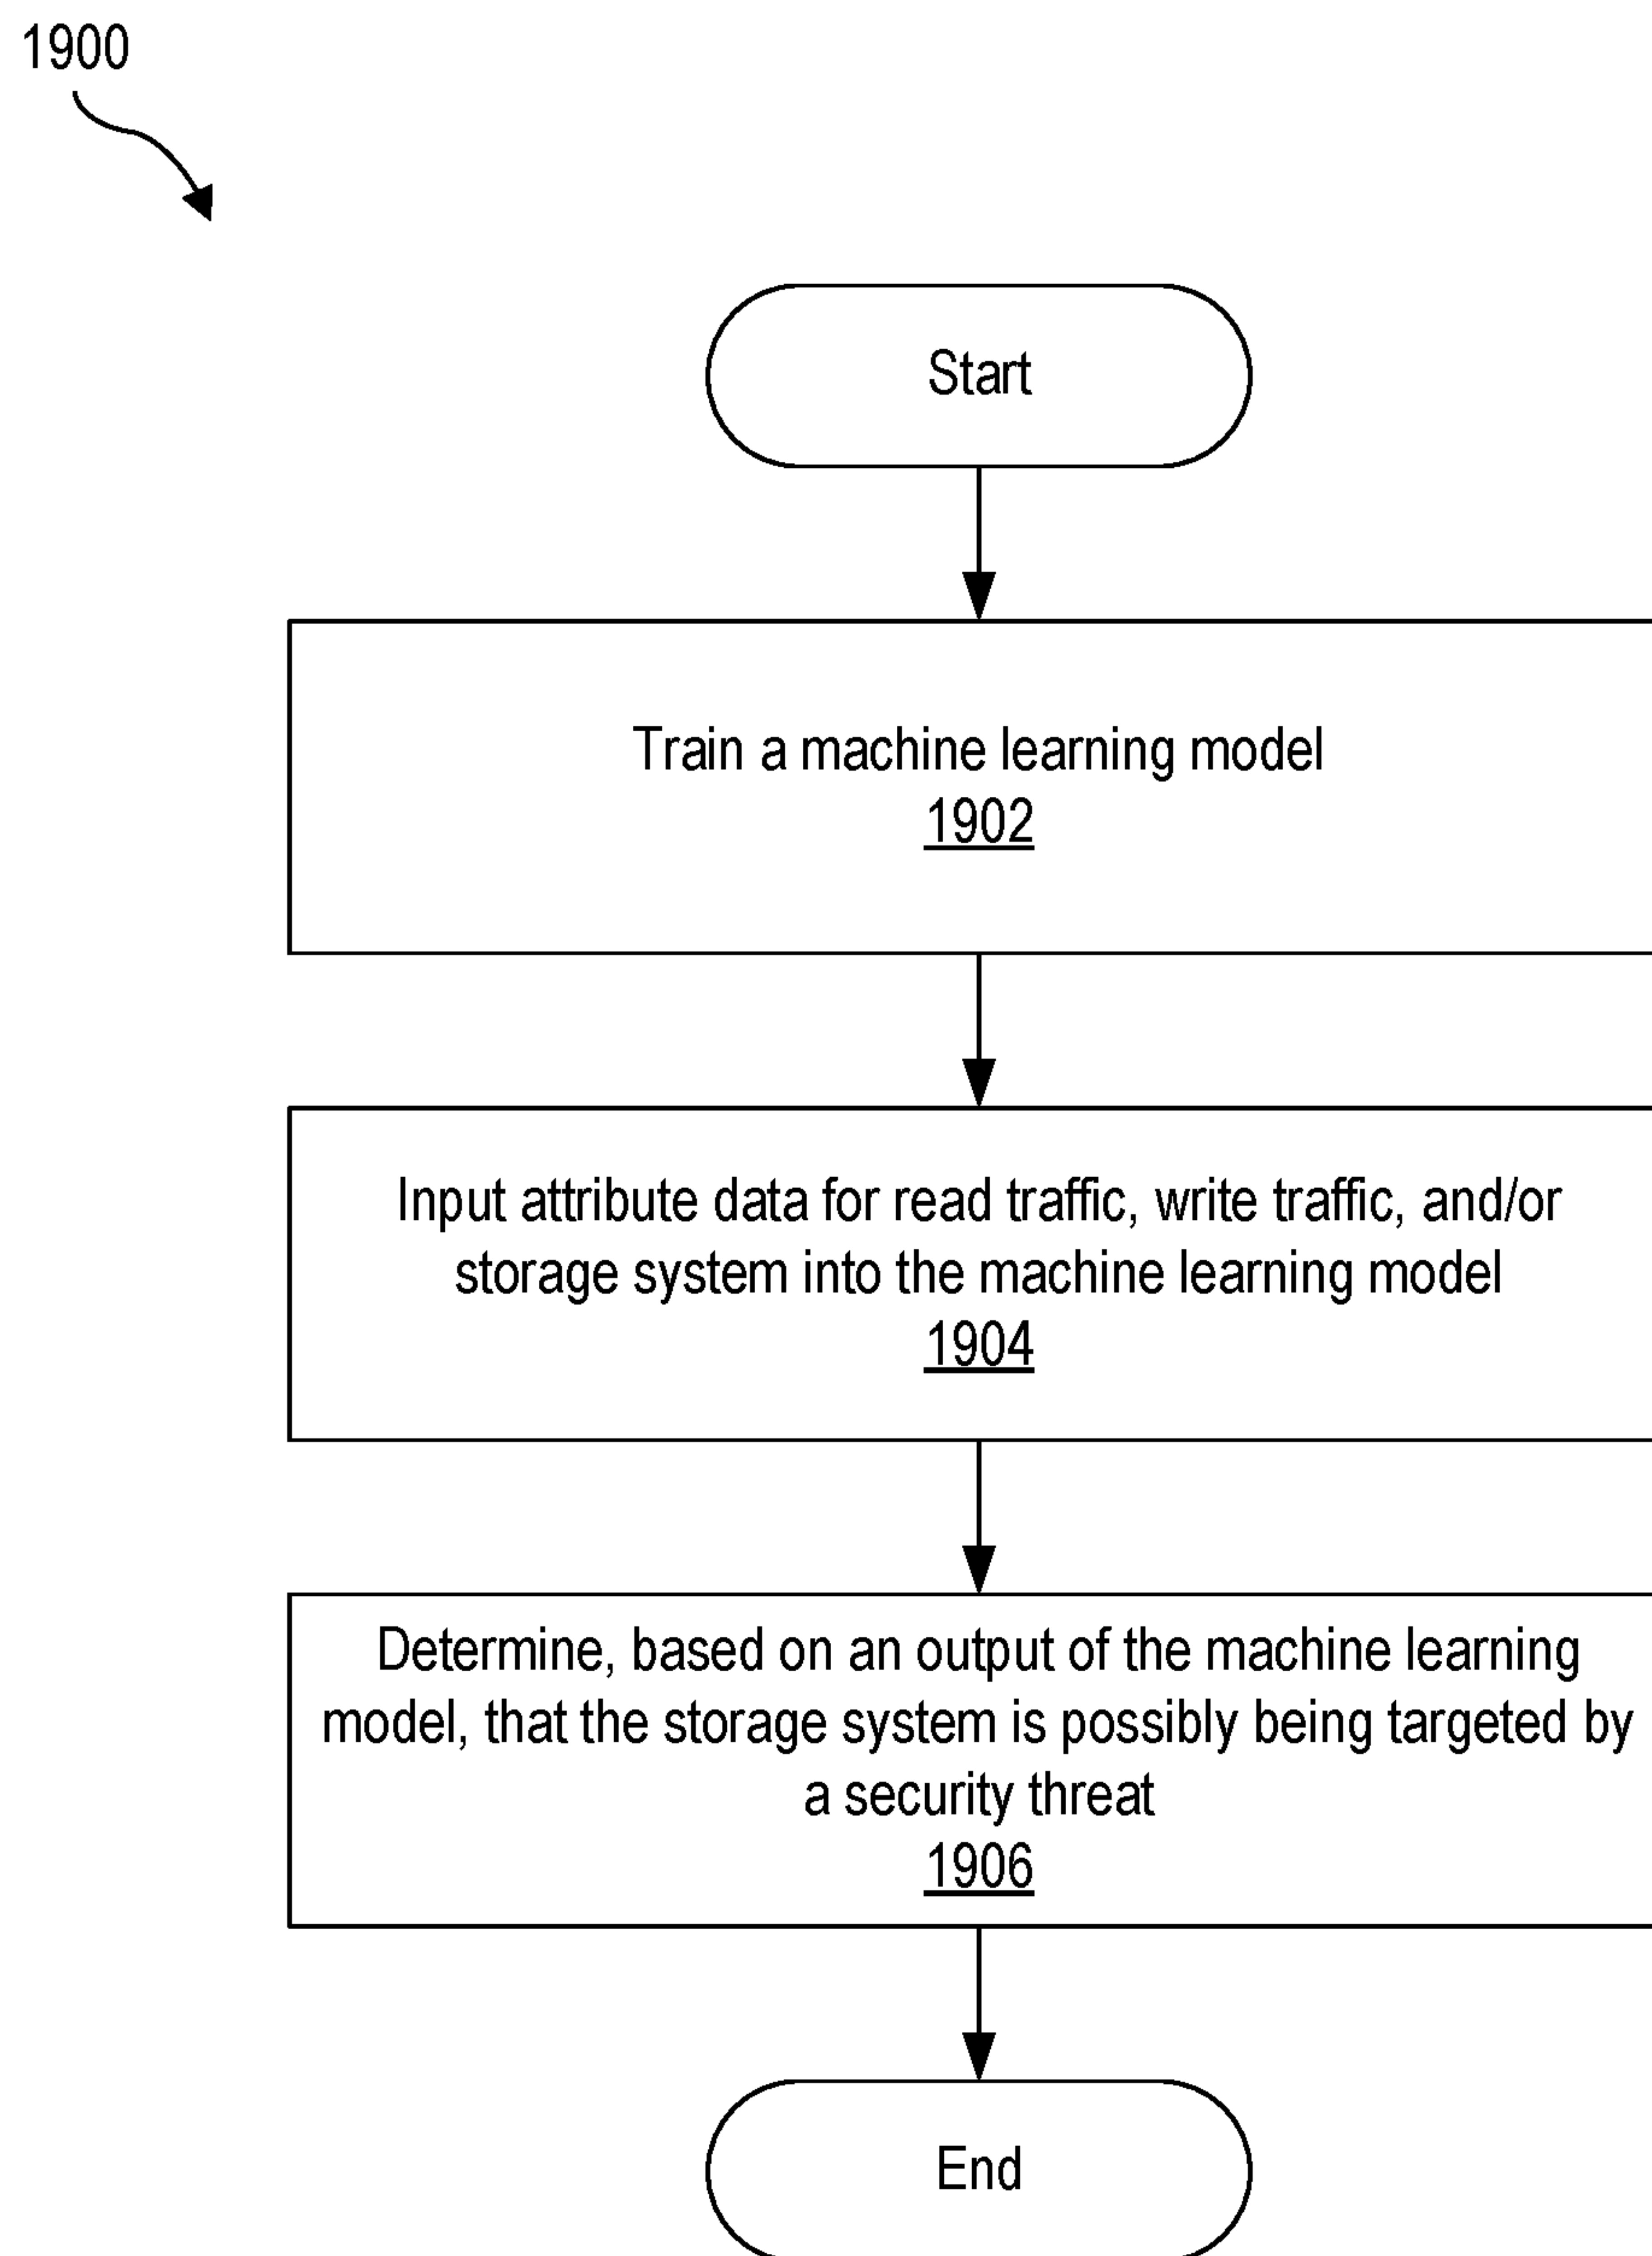 1900
Start
Train a machine learning model
1902
Input attribute data for read traffic, write traffic, and/or
storage system into the machine learning model
1904
Determine, based on an output of the machine learning
model, that the storage system is possibly being targeted by
a security threat
1906
End